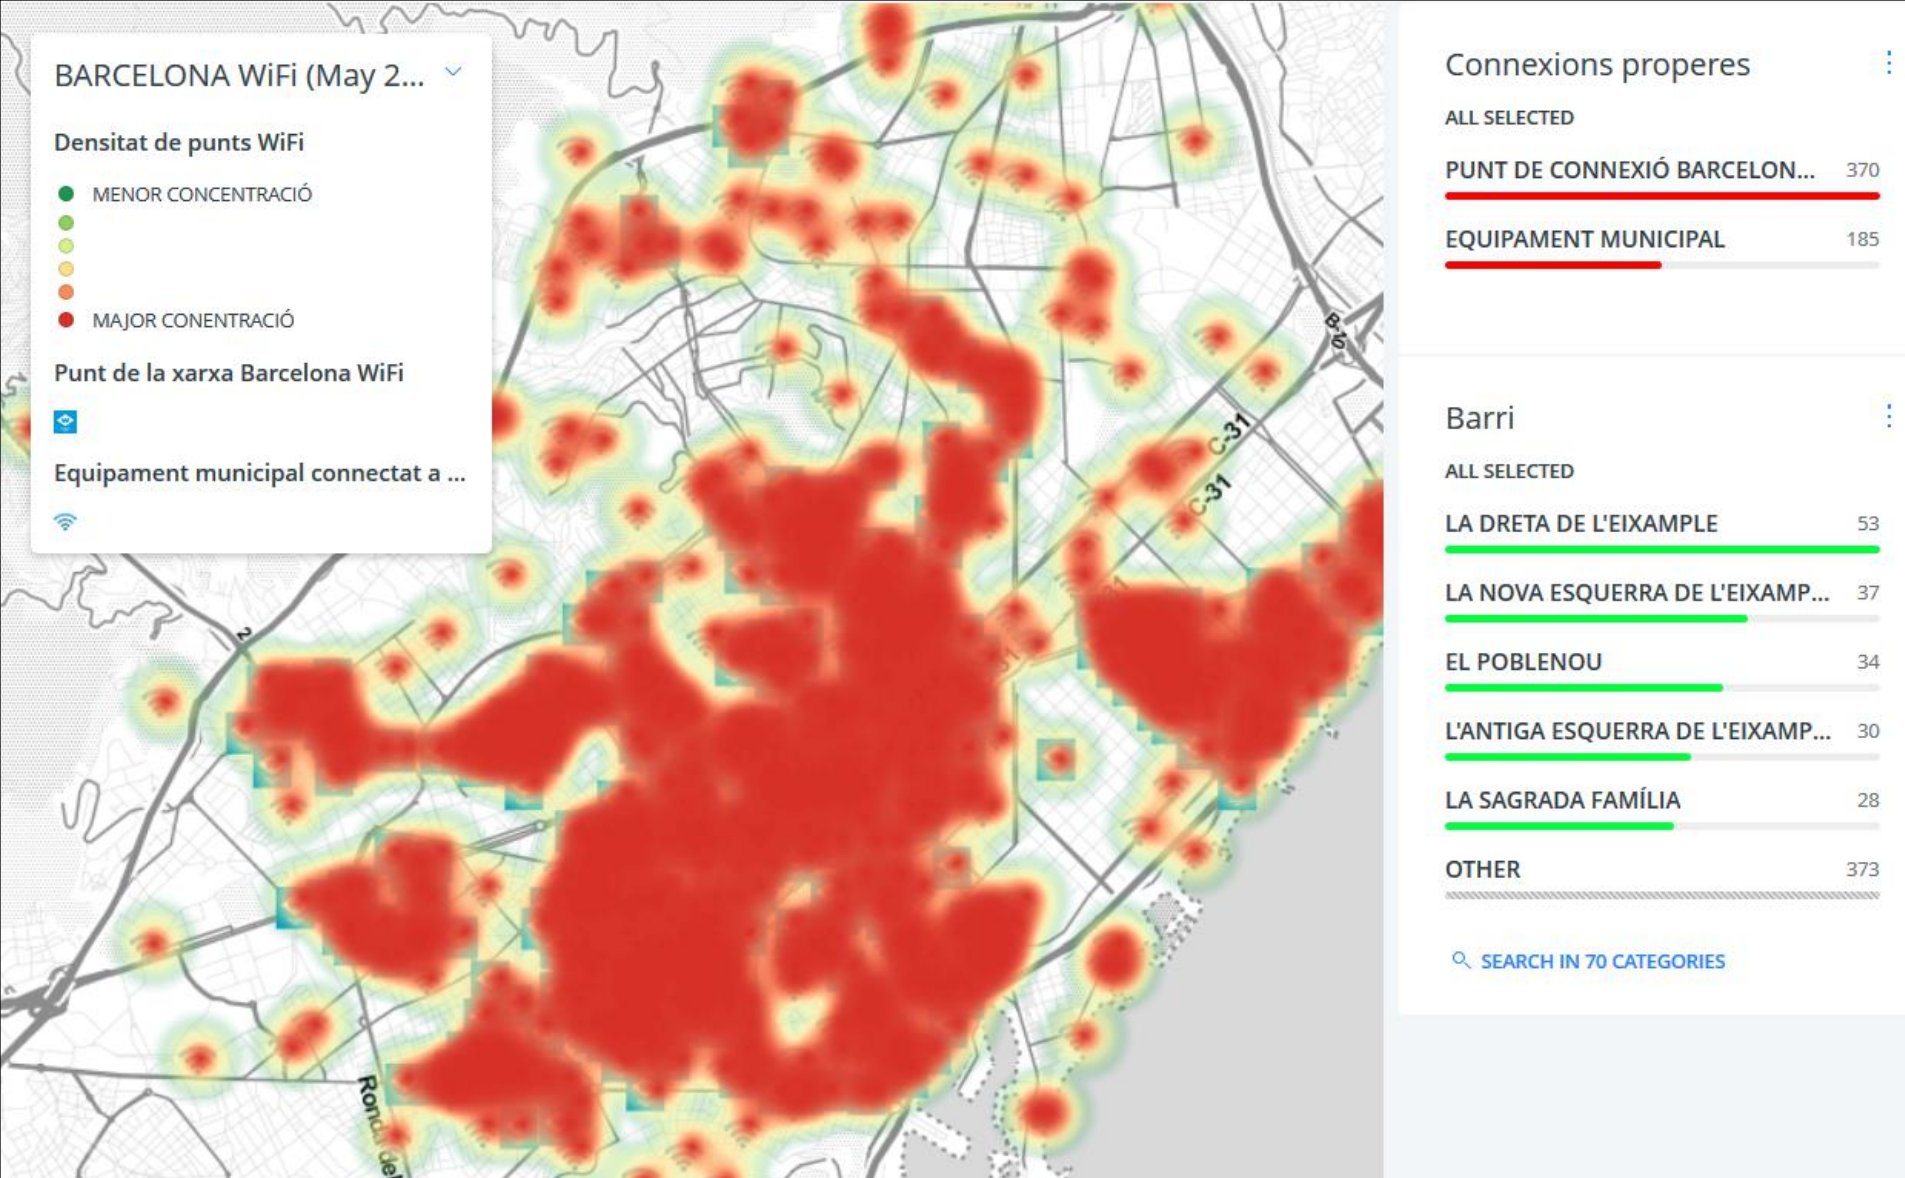 BARCELONA WiFi (May 2...
Densitat de punts WiFi
MENOR CONCENTRACIÓ
MAJOR CONENTRACIÓ
Punt de la xarxa Barcelona WiFi
Equipament municipal connectat a ...
B-10
C-31
C-31
31
31
2
Ronda del
Connexions properes
ALL SELECTED
PUNT DE CONNEXIÓ BARCELON... 370
EQUIPAMENT MUNICIPAL 185
Barri
ALL SELECTED
LA DRETA DE L'EIXAMPLE 53
LA NOVA ESQUERRA DE L'EIXAMP... 37
EL POBLENOU 34
L'ANTIGA ESQUERRA DE L'EIXAMP... 30
LA SAGRADA FAMÍLIA 28
OTHER 373
SEARCH IN 70 CATEGORIES